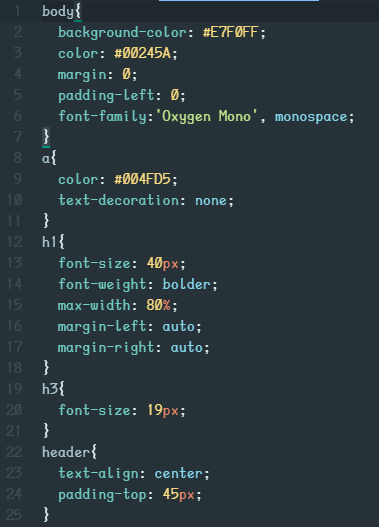 1 body{
2   background-color: #E7F0FF;
3   color: #00245A;
4   margin: 0;
5   padding-left: 0;
6   font-family:'Oxygen Mono', monospace;
7 }
8 a{
9   color: #004FD5;
10   text-decoration: none;
11 }
12 h1{
13   font-size: 40px;
14   font-weight: bolder;
15   max-width: 80%;
16   margin-left: auto;
17   margin-right: auto;
18 }
19 h3{
20   font-size: 19px;
21 }
22 header{
23   text-align: center;
24   padding-top: 45px;
25 }